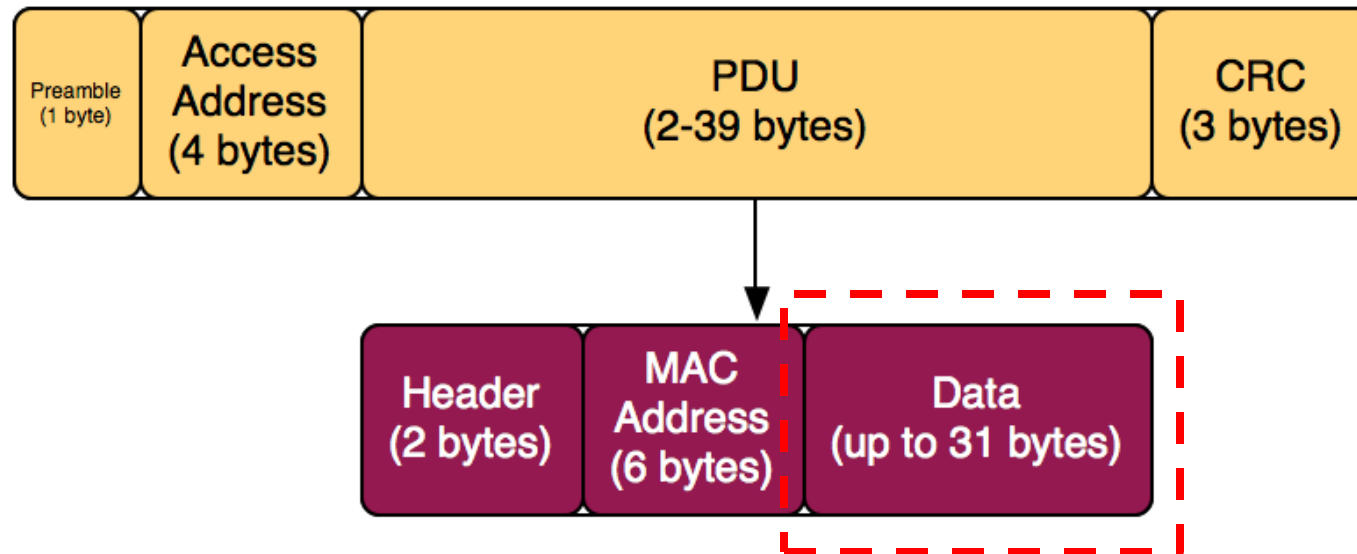 Preamble
(1 byte)
Access
Address
(4 bytes)
PDU
(2-39 bytes)
CRC
(3 bytes)
Header
(2 bytes)
MAC
Address
(6 bytes)
Data
(up to 31 bytes)